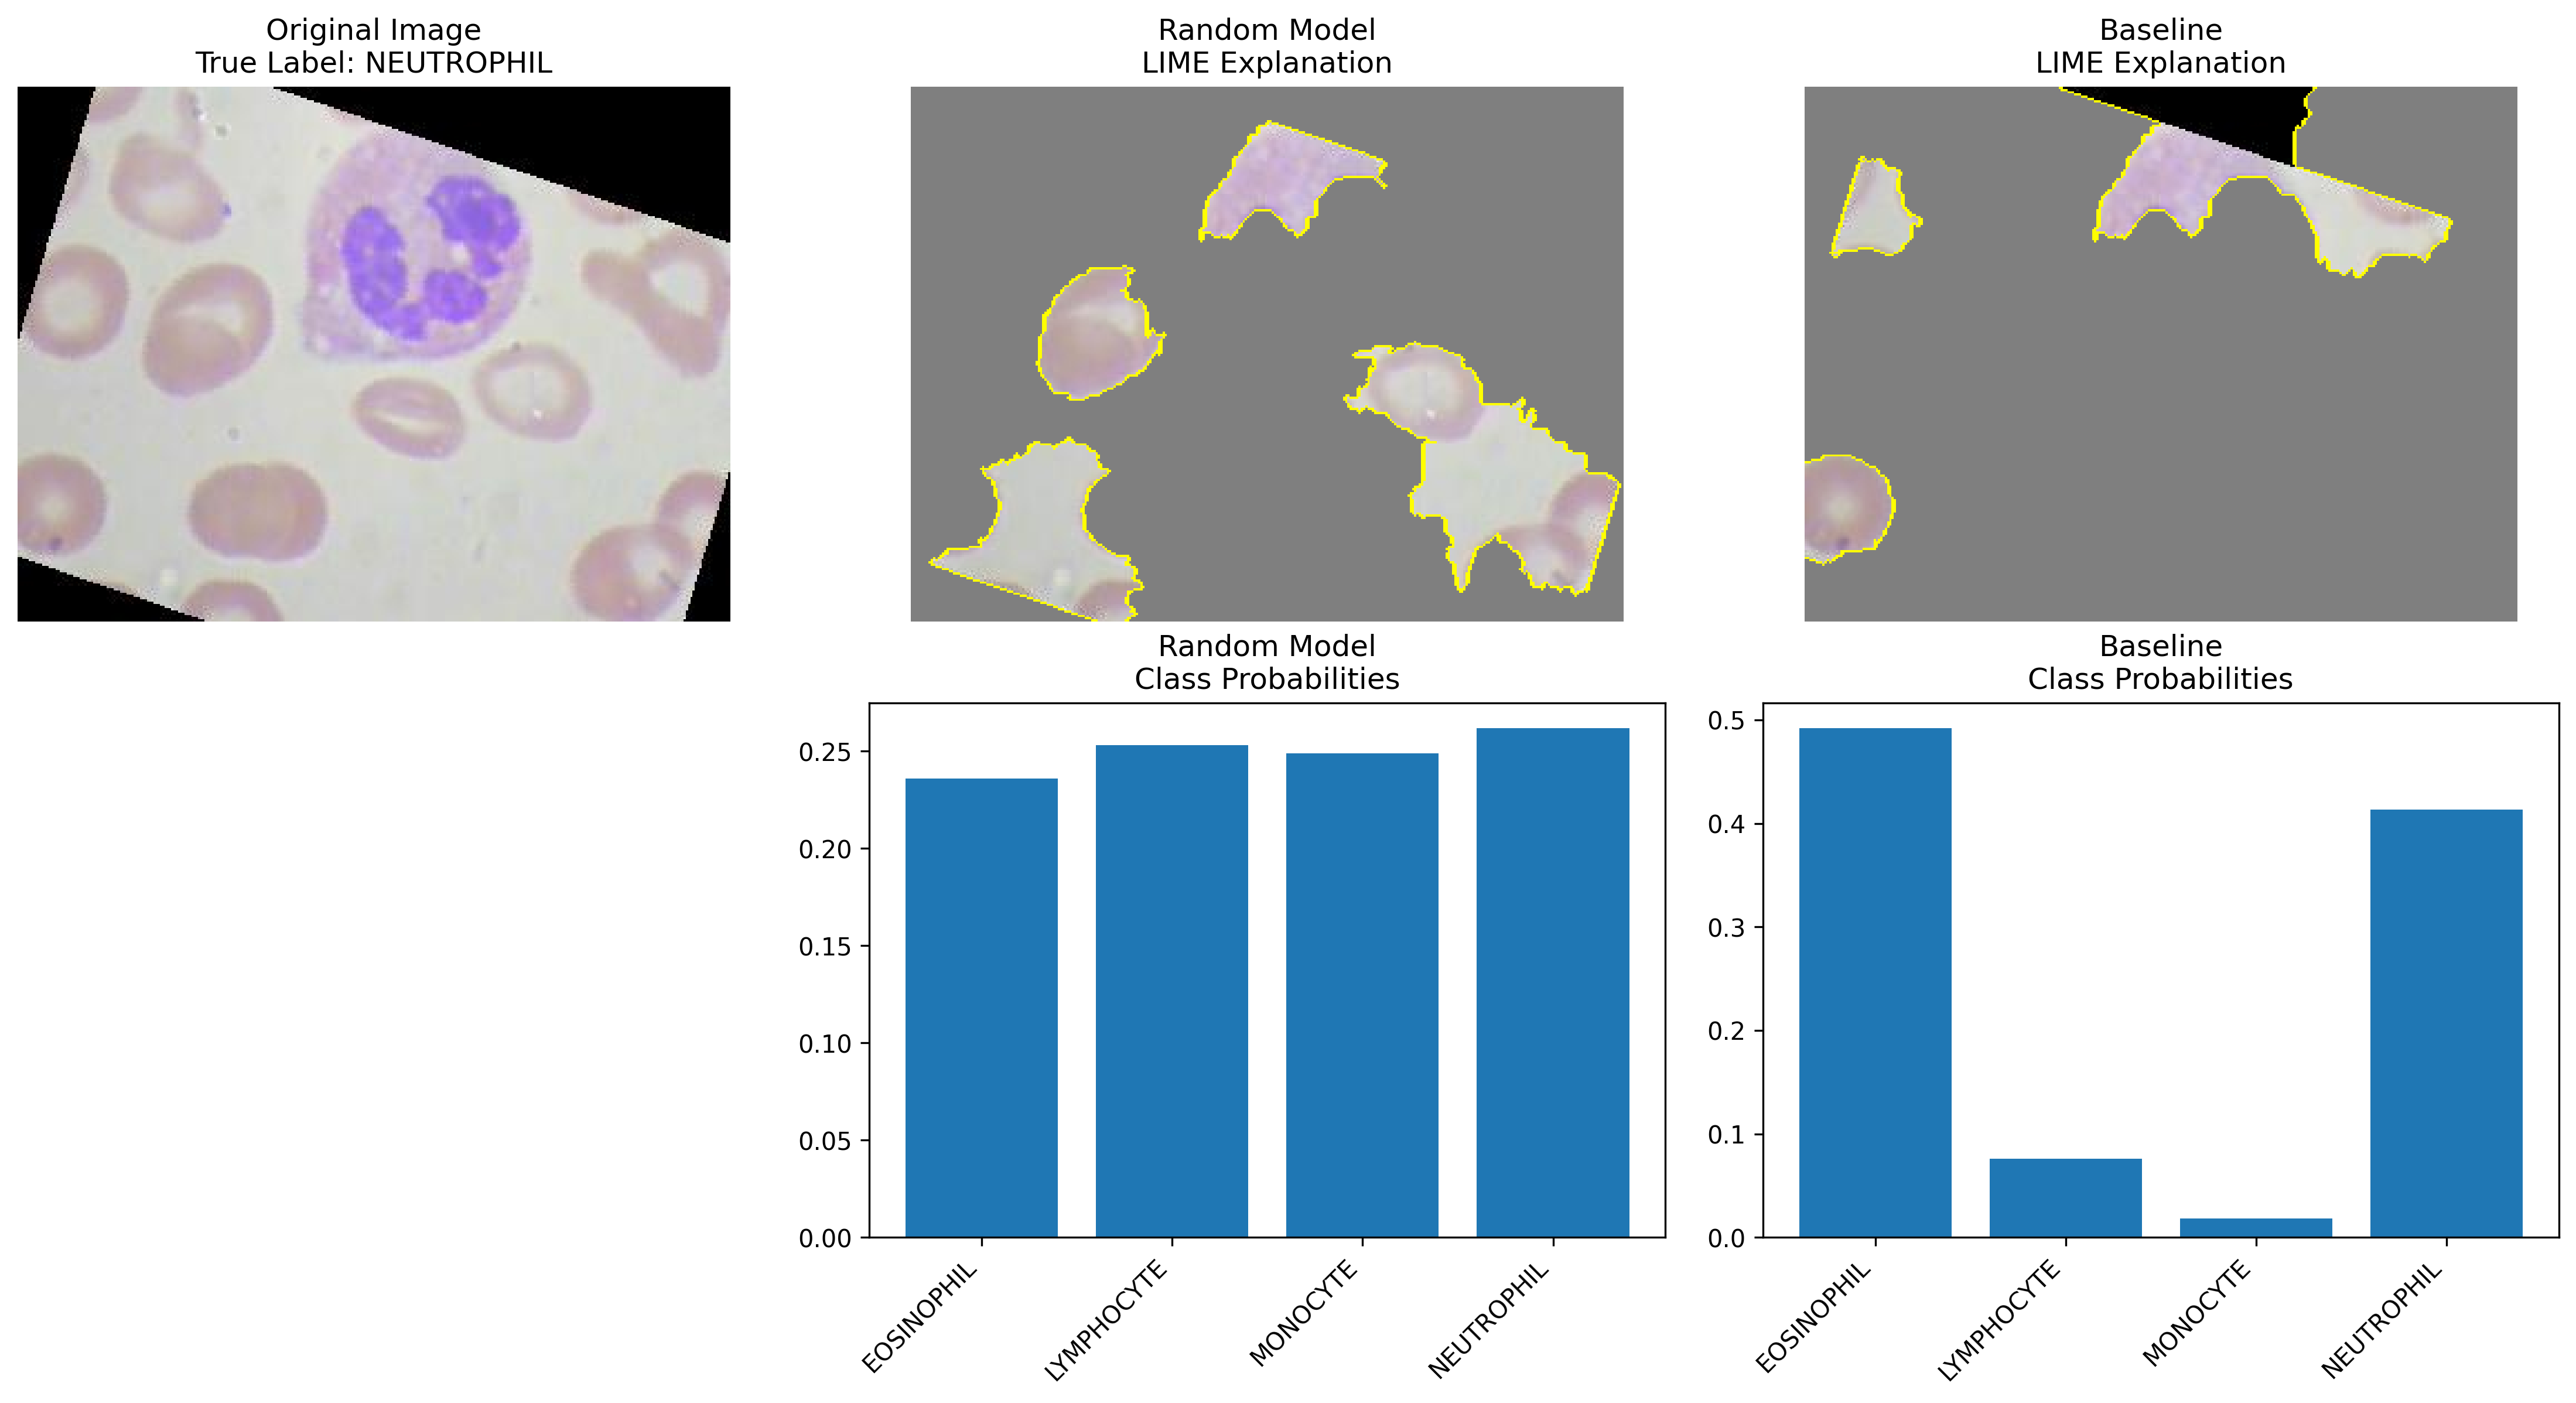 Original Image
True Label: NEUTROPHIL
Random Model
LIME Explanation
Baseline
LIME Explanation
Random Model
Class Probabilities
0.25
0.20
0.15
0.10
0.05
0.00
EOSINOPHIL
LYMPHOCYTE
MONOCYTE
NEUTROPHIL
Baseline
Class Probabilities
0.5
0.4
0.3
0.2
0.1
0.0
EOSINOPHIL
LYMPHOCYTE
MONOCYTE
NEUTROPHIL